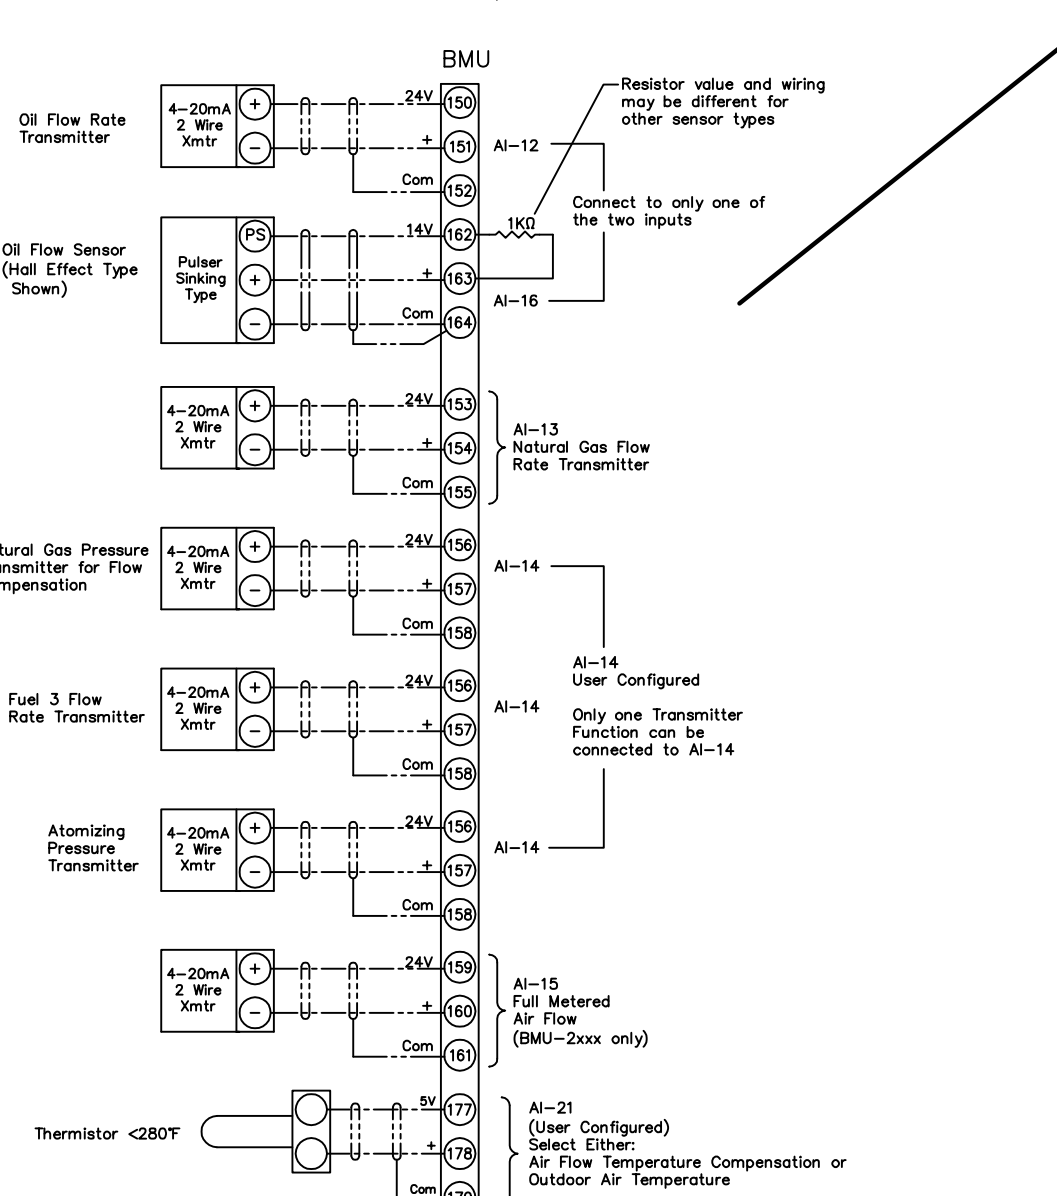 BMU
Oil Flow Rate
Transmitter
4-20mA
2 Wire
Xmtr
+
−
24V
150
+
151
Com
152
AI-12
Resistor value and wiring
may be different for
other sensor types
Connect to only one of
the two inputs
Oil Flow Sensor
(Hall Effect Type
Shown)
Pulser
Sinking
Type
PS
+
−
14V
162
+
163
Com
164
1KΩ
AI-16
4-20mA
2 Wire
Xmtr
+
−
24V
153
+
154
Com
155
AI-13
Natural Gas Flow
Rate Transmitter
tural Gas Pressure
nsmitter for Flow
mpensation
4-20mA
2 Wire
Xmtr
+
−
24V
156
+
157
Com
158
AI-14
AI-14
User Configured
Only one Transmitter
Function can be
connected to AI-14
Fuel 3 Flow
Rate Transmitter
4-20mA
2 Wire
Xmtr
+
−
24V
156
+
157
Com
158
AI-14
Atomizing
Pressure
Transmitter
4-20mA
2 Wire
Xmtr
+
−
24V
156
+
157
Com
158
AI-14
4-20mA
2 Wire
Xmtr
+
−
24V
159
+
160
Com
161
AI-15
Full Metered
Air Flow
(BMU-2xxx only)
Thermistor <280°F
5V
177
+
178
Com
AI-21
(User Configured)
Select Either:
Air Flow Temperature Compensation or
Outdoor Air Temperature